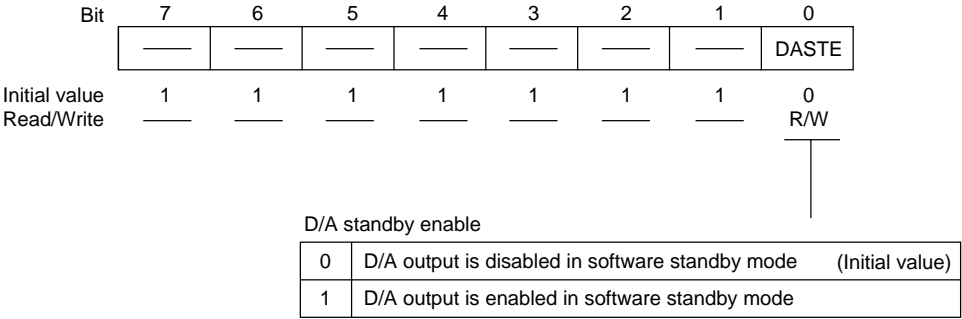 Bit 7 6 5 4 3 2 1 0
— — — — — — — DASTE
Initial value 1 1 1 1 1 1 1 0
Read/Write — — — — — — — R/W
D/A standby enable
0 D/A output is disabled in software standby mode (Initial value)
1 D/A output is enabled in software standby mode